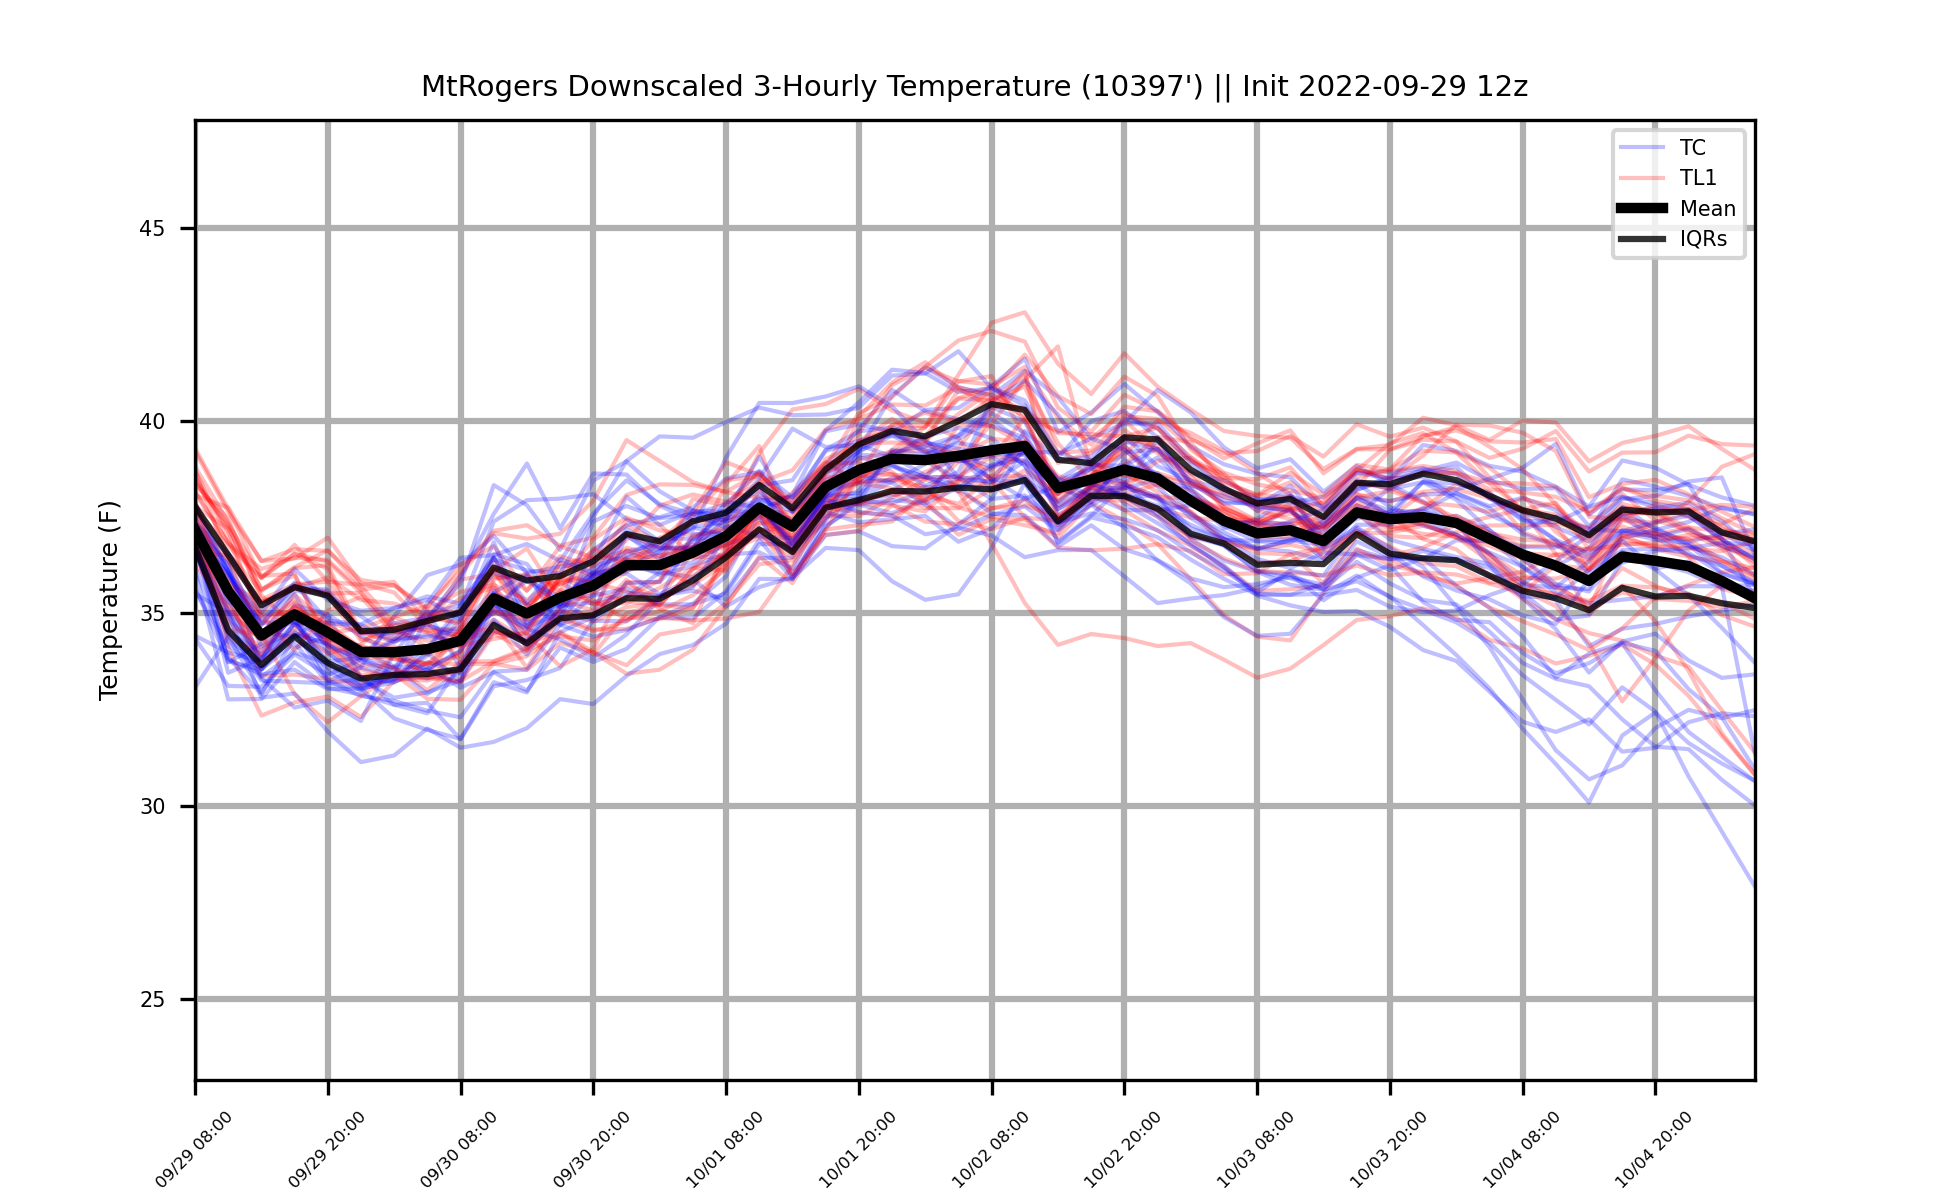 MtRogers Downscaled 3-Hourly Temperature (10397') || Init 2022-09-29 12z
TC
TL1
Mean
IQRs
45
40
35
30
25
Temperature (F)
09/29 08:00
09/29 20:00
09/30 08:00
09/30 20:00
10/01 08:00
10/01 20:00
10/02 08:00
10/02 20:00
10/03 08:00
10/03 20:00
10/04 08:00
10/04 20:00